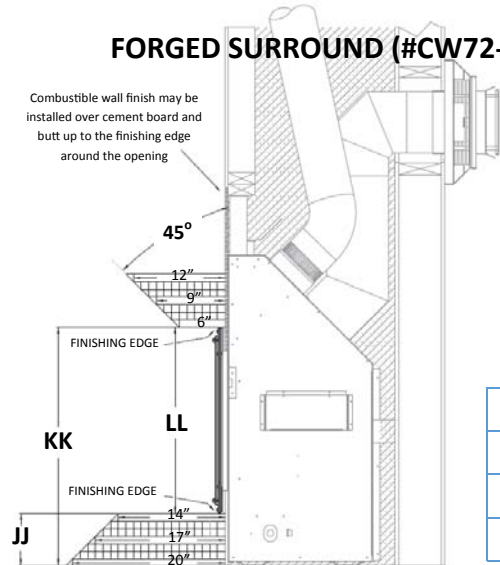 FORGED SURROUND (#CW72-
Combustible wall finish may be
installed over cement board and
butt up to the finishing edge
around the opening
45°
12"
9"
6"
FINISHING EDGE
LL
KK
FINISHING EDGE
14"
JJ
17"
20"